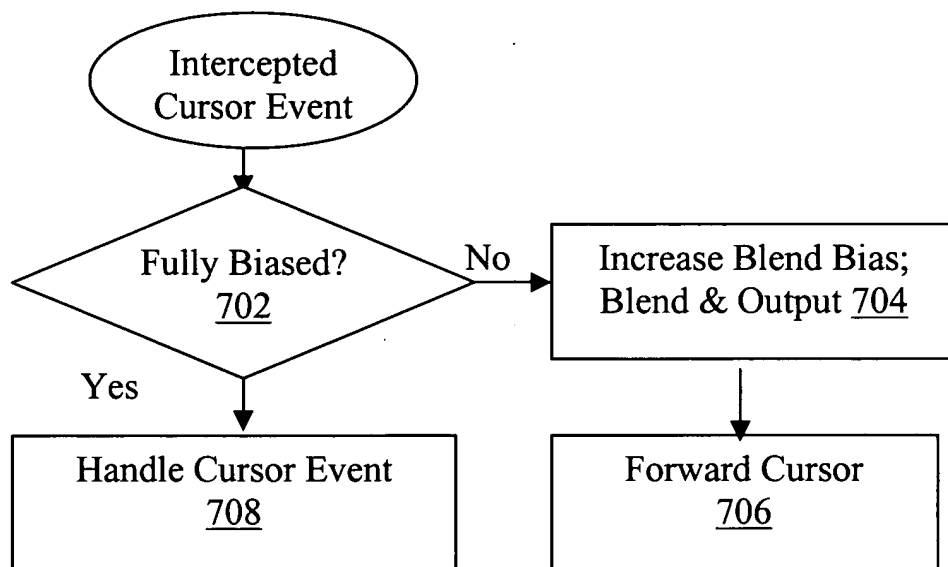 Intercepted
Cursor Event
Fully Biased?
702
No
Increase Blend Bias;
Blend & Output 704
Yes
Handle Cursor Event
708
Forward Cursor
706